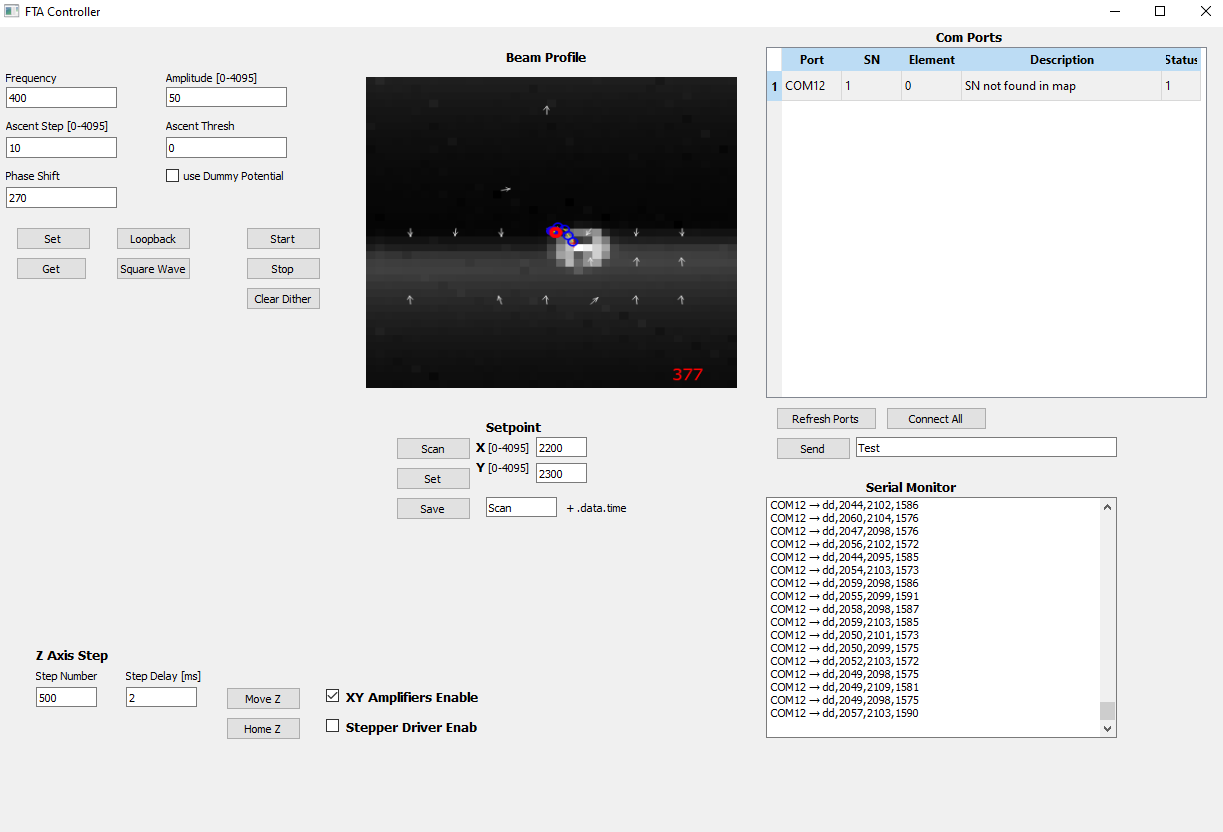 FTA Controller
Frequency
400
Amplitude [0-4095]
50
Ascent Step [0-4095]
10
Ascent Thresh
0
Phase Shift
270
use Dummy Potential
Set
Loopback
Start
Get
Square Wave
Stop
Clear Dither
Beam Profile
377
Setpoint
Scan
X [0-4095]
2200
Set
Y [0-4095]
2300
Save
Scan
+ .data.time
Com Ports
Port SN Element Description Status
1 COM12 1 0 SN not found in map 1
Refresh Ports
Connect All
Send
Test
Serial Monitor
COM12 → dd,2044,2102,1586
COM12 → dd,2060,2104,1576
COM12 → dd,2047,2098,1576
COM12 → dd,2056,2102,1572
COM12 → dd,2044,2095,1585
COM12 → dd,2054,2103,1573
COM12 → dd,2059,2098,1586
COM12 → dd,2055,2099,1591
COM12 → dd,2058,2098,1587
COM12 → dd,2059,2103,1585
COM12 → dd,2050,2101,1573
COM12 → dd,2050,2099,1575
COM12 → dd,2052,2103,1572
COM12 → dd,2049,2098,1575
COM12 → dd,2049,2109,1581
COM12 → dd,2049,2098,1575
COM12 → dd,2057,2103,1590
Z Axis Step
Step Number
500
Step Delay [ms]
2
Move Z
Home Z
XY Amplifiers Enable
Stepper Driver Enab